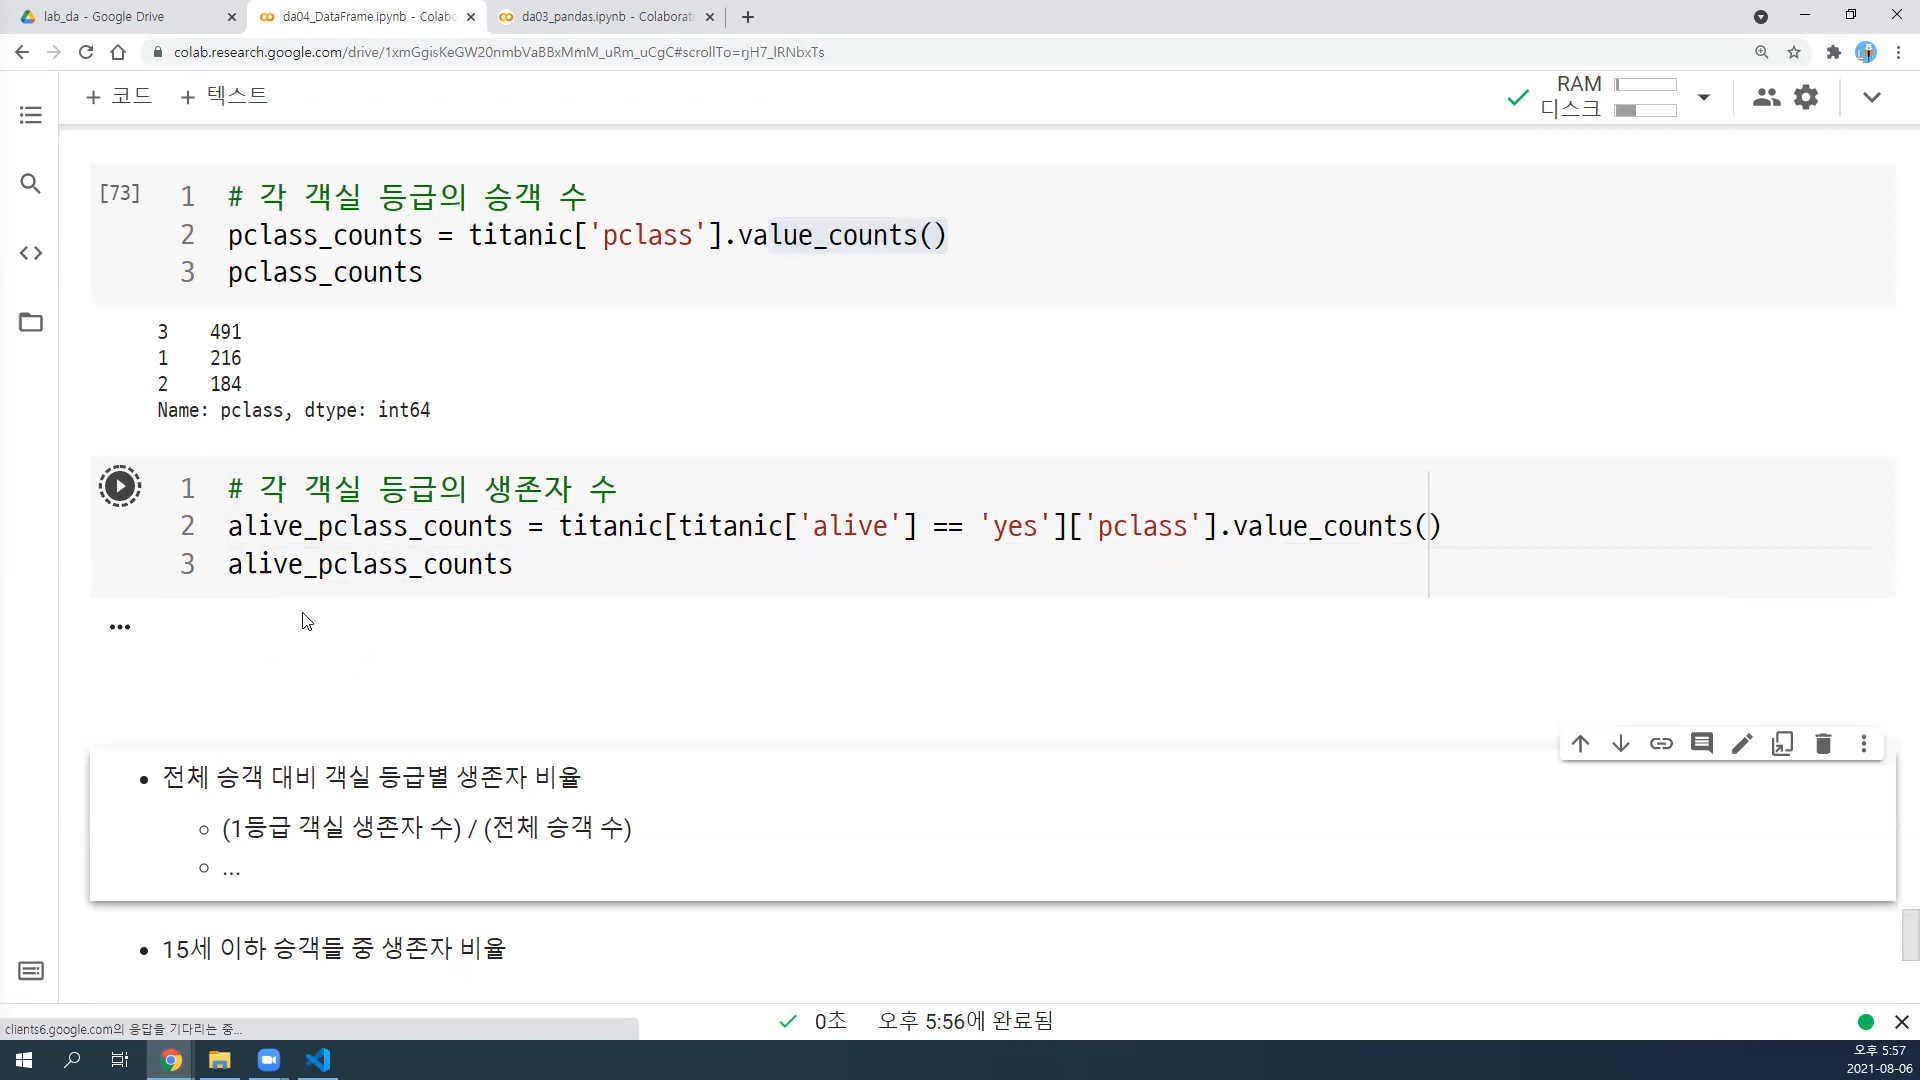 lab_da - Google Drive
da04_DataFrame.ipynb - Colabo
da03_pandas.ipynb - Colaborato
colab.research.google.com/drive/1xmGgisKeGW20nmbVaBBxMmM_uRm_uCgC#scrollTo=rjH7_lRNbxTs
+ 코드 + 텍스트
RAM
디스크
[73]
1 # 각 객실 등급의 승객 수
2 pclass_counts = titanic['pclass'].value_counts()
3 pclass_counts
3 491
1 216
2 184
Name: pclass, dtype: int64
1 # 각 객실 등급의 생존자 수
2 alive_pclass_counts = titanic[titanic['alive'] == 'yes']['pclass'].value_counts()
3 alive_pclass_counts
• 전체 승객 대비 객실 등급별 생존자 비율
○ (1등급 객실 생존자 수) / (전체 승객 수)
○ ...
• 15세 이하 승객들 중 생존자 비율
clients6.google.com의 응답을 기다리는 중...
0초 오후 5:56에 완료됨
오후 5:57
2021-08-06